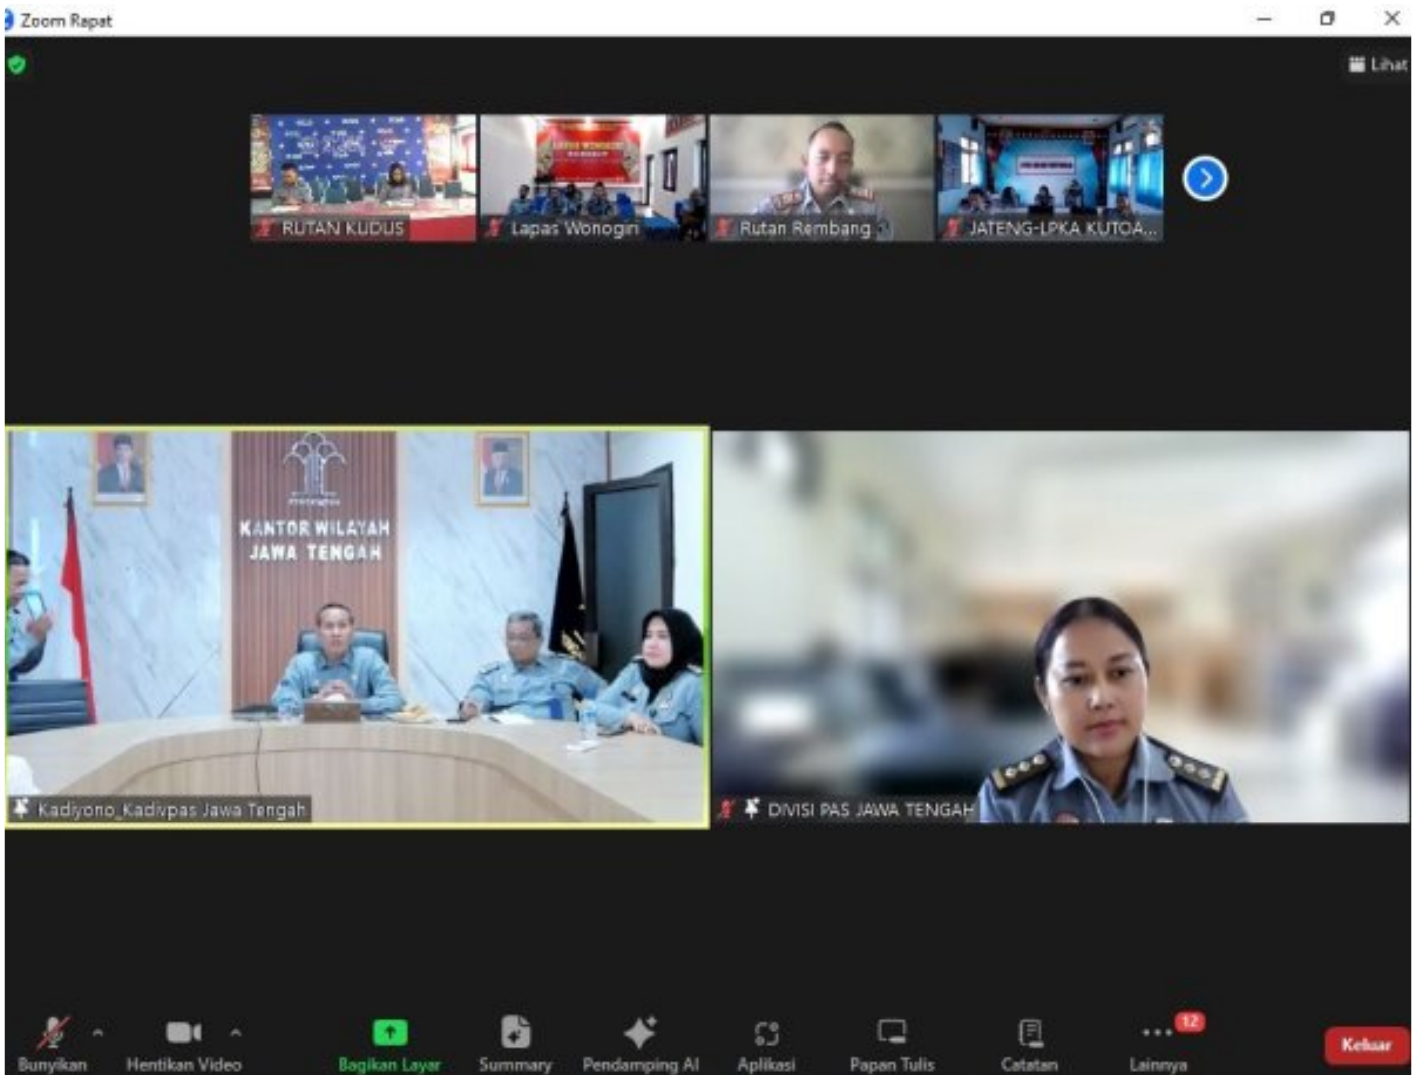 Zoom Rapat
Lihat
RUTAN KUDUS
Lapas Wonogiri
Rutan Rembang
JATENG-LPKA KUTOA...
LAPAS WONOGIRI
KANTOR WILAYAH
JAWA TENGAH
Kadiyono_Kadivpas Jawa Tengah
DIVISI PAS JAWA TENGAH
Bunyikan
Hentikan Video
Bagikan Layar
Summary
Pendamping AI
Aplikasi
Papan Tulis
Catatan
12
Lainnya
Keluar